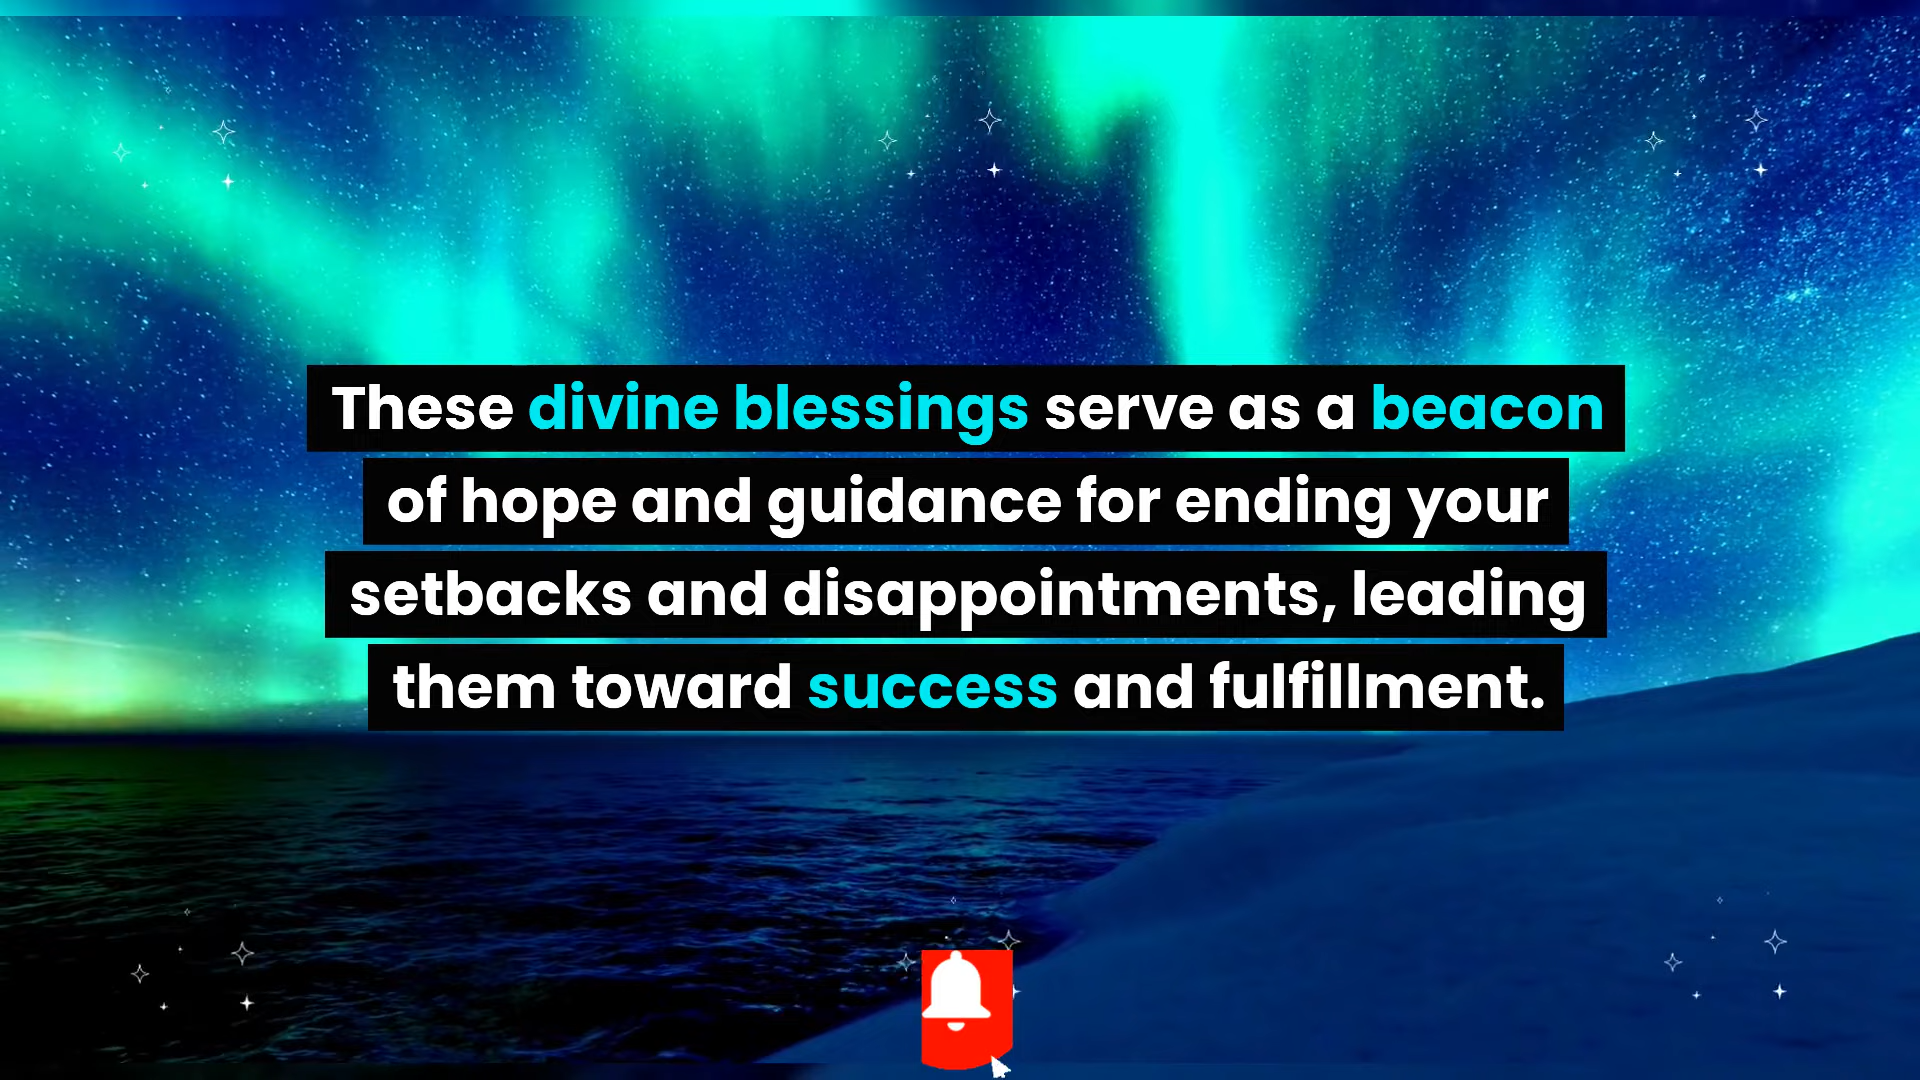 These divine blessings serve as a beacon
of hope and guidance for ending your
setbacks and disappointments, leading
them toward success and fulfillment.